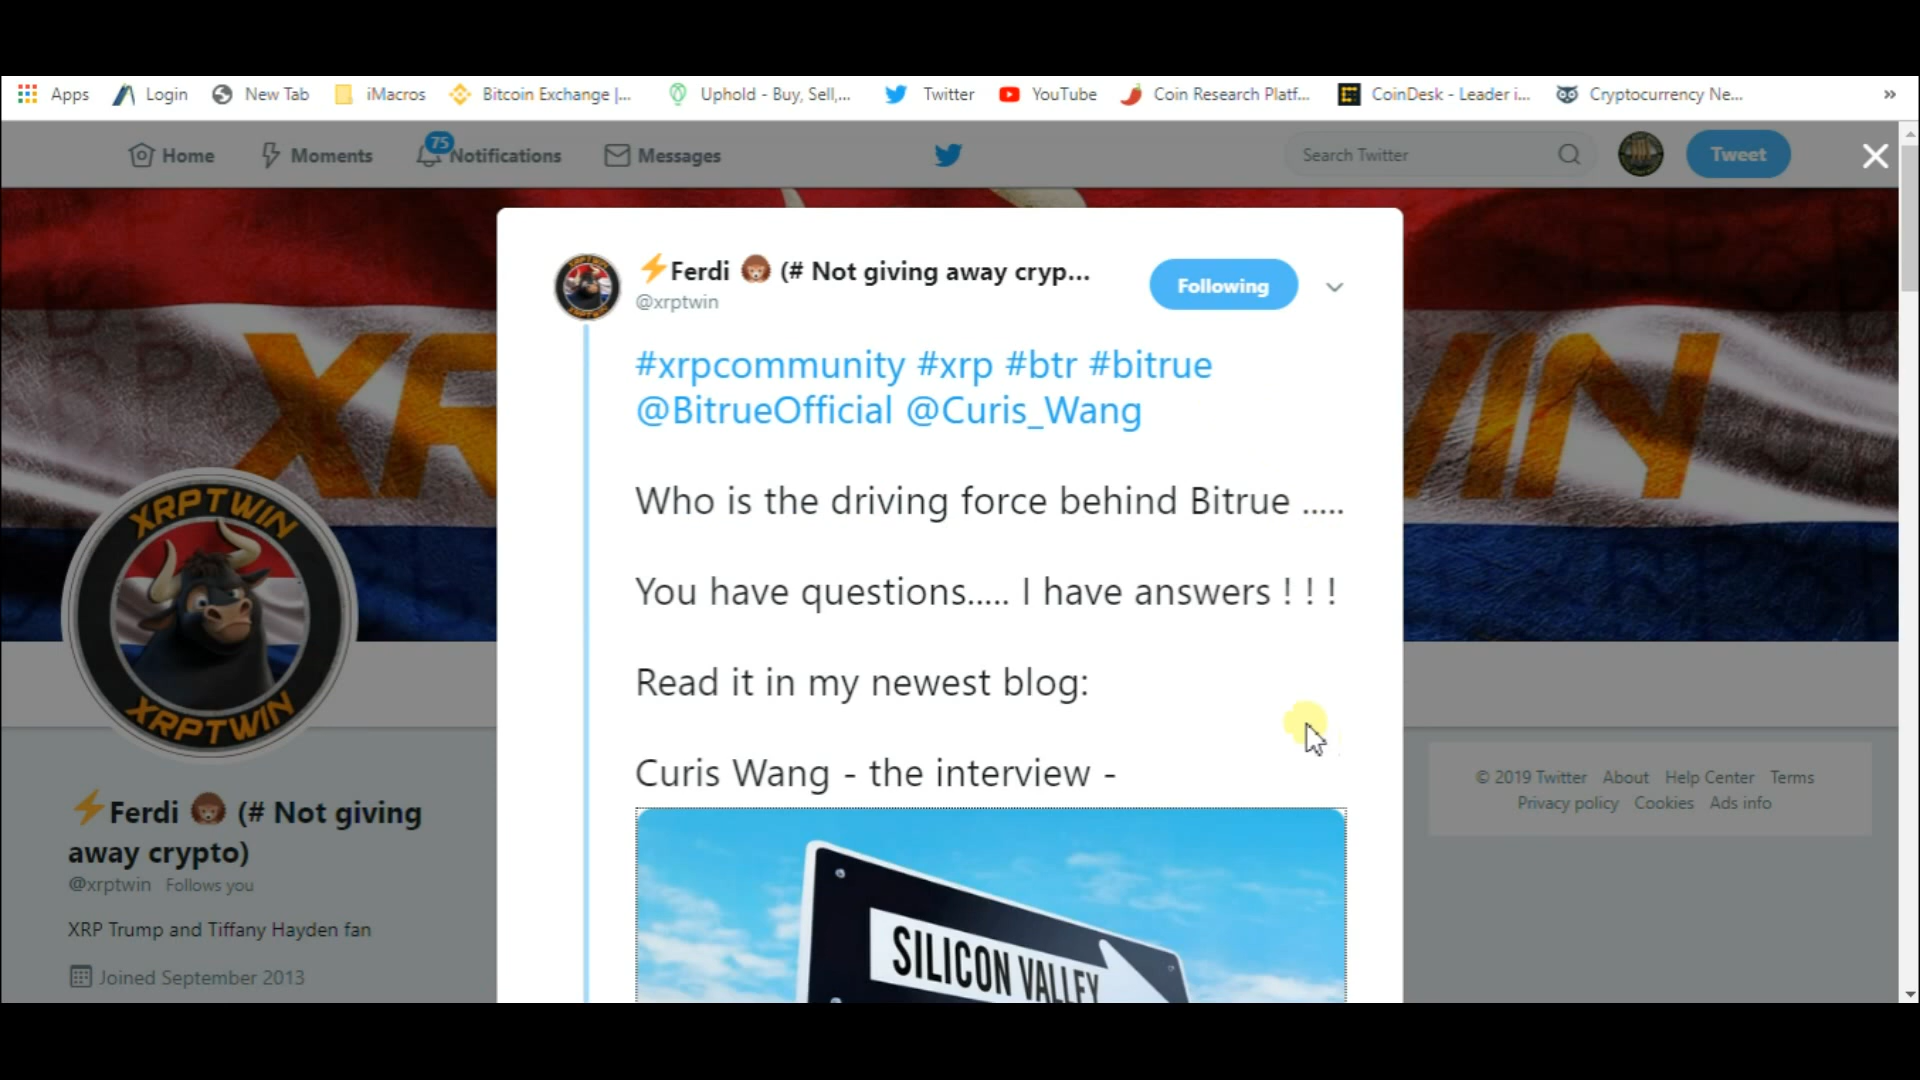 Apps Login New Tab iMacros Bitcoin Exchange |... Uphold - Buy, Sell,... Twitter YouTube Coin Research Platf... CoinDesk - Leader i... Cryptocurrency Ne... »
Home Moments 75 Notifications Messages Search Twitter Tweet
⚡Ferdi 🦁 (# Not giving away cryp...
@xrptwin
Following
#xrpcommunity #xrp #btr #bitrue
@BitrueOfficial @Curis_Wang
Who is the driving force behind Bitrue .....
You have questions..... I have answers ! ! !
Read it in my newest blog:
Curis Wang - the interview -
SILICON VALLEY
XRPTWIN
XRPTWIN
⚡Ferdi 🦁 (# Not giving
away crypto)
@xrptwin Follows you
XRP Trump and Tiffany Hayden fan
Joined September 2013
© 2019 Twitter About Help Center Terms
Privacy policy Cookies Ads info